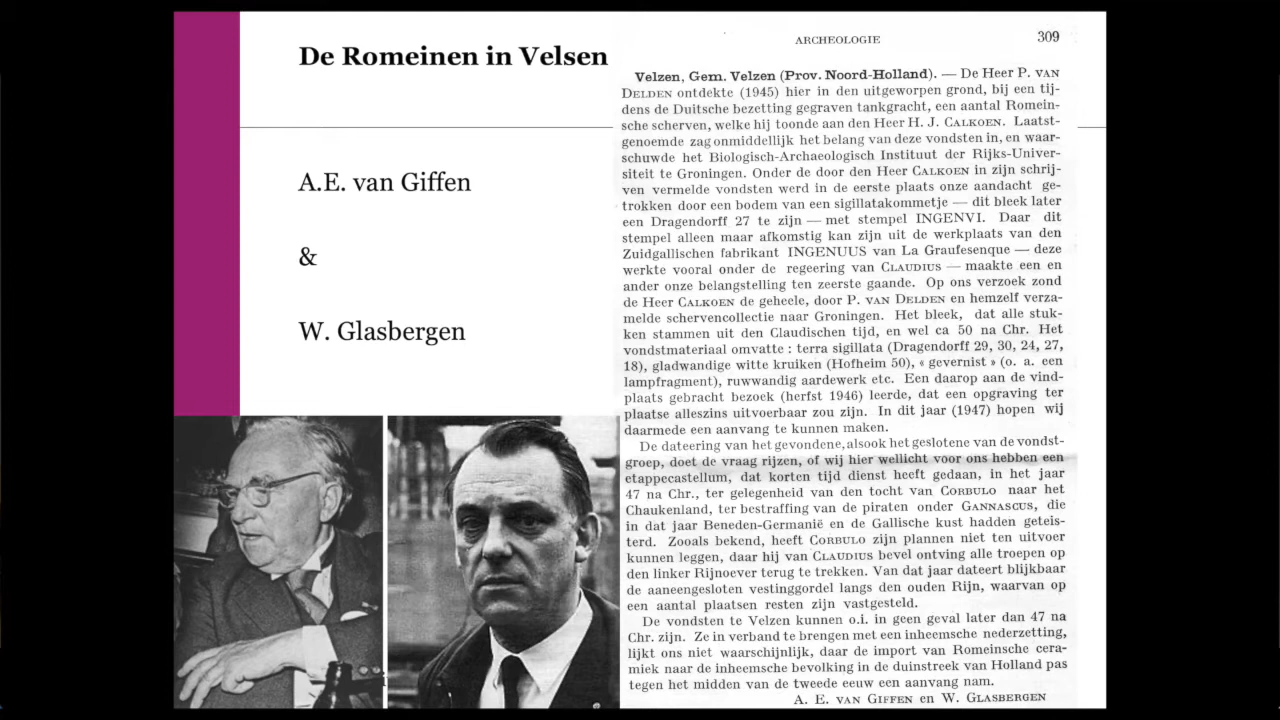 De Romeinen in Velsen
A.E. van Giffen
&
W. Glasbergen
ARCHEOLOGIE 309
Velzen, Gem. Velzen (Prov. Noord-Holland). — De Heer P. VAN
DELDEN ontdekte (1945) hier in den uitgeworpen grond, bij een tij-
dens de Duitsche bezetting gegraven tankgracht, een aantal Romein-
sche scherven, welke hij toonde aan den Heer H. J. CALKOEN. Laatst-
genoemde zag onmiddellijk het belang van deze vondsten in, en waar-
schuwde het Biologisch-Archaeologisch Instituut der Rijks-Univer-
siteit te Groningen. Onder de door den Heer CALKOEN in zijn schrij-
ven vermelde vondsten werd in de eerste plaats onze aandacht ge-
trokken door een bodem van een sigillatakommetje — dit bleek later
een Dragendorff 27 te zijn — met stempel INGENVI. Daar dit
stempel alleen maar afkomstig kan zijn uit de werkplaats van den
Zuidgallischen fabrikant INGENUUS van La Graufesenque — deze
werkte vooral onder de regeering van CLAUDIUS — maakte een en
ander onze belangstelling ten zeerste gaande. Op ons verzoek zond
de Heer CALKOEN de geheele, door P. VAN DELDEN en hemzelf verza-
melde schervencollectie naar Groningen. Het bleek, dat alle stuk-
ken stammen uit den Claudischen tijd, en wel ca 50 na Chr. Het
vondstmateriaal omvatte : terra sigillata (Dragendorff 29, 30, 24, 27,
18), gladwandige witte kruiken (Hofheim 50), « gevernist » (o. a. een
lampfragment), ruwwandig aardewerk etc. Een daarop aan de vind-
plaats gebracht bezoek (herfst 1946) leerde, dat een opgraving ter
plaatse alleszins uitvoerbaar zou zijn. In dit jaar (1947) hopen wij
daarmede een aanvang te kunnen maken.
De dateering van het gevondene, alsook het geslotene van de vondst-
groep, doet de vraag rijzen, of wij hier wellicht voor ons hebben een
etappecastellum, dat korten tijd dienst heeft gedaan, in het jaar
47 na Chr., ter gelegenheid van den tocht van CORBULO naar het
Chaukenland, ter bestraffing van de piraten onder GANNASCUS, die
in dat jaar Beneden-Germanië en de Gallische kust hadden geteis-
terd. Zooals bekend, heeft CORBULO zijn plannen niet ten uitvoer
kunnen leggen, daar hij van CLAUDIUS bevel ontving alle troepen op
den linker Rijnoever terug te trekken. Van dat jaar dateert blijkbaar
de aaneengesloten vestinggordel langs den ouden Rijn, waarvan op
een aantal plaatsen resten zijn vastgesteld.
De vondsten te Velzen kunnen o.i. in geen geval later dan 47 na
Chr. zijn. Ze in verband te brengen met een inheemsche nederzetting,
lijkt ons niet waarschijnlijk, daar de import van Romeinsche cera-
miek naar de inheemsche bevolking in de duinstreek van Holland pas
tegen het midden van de tweede eeuw een aanvang nam.
A. E. VAN GIFFEN en W. GLASBERGEN